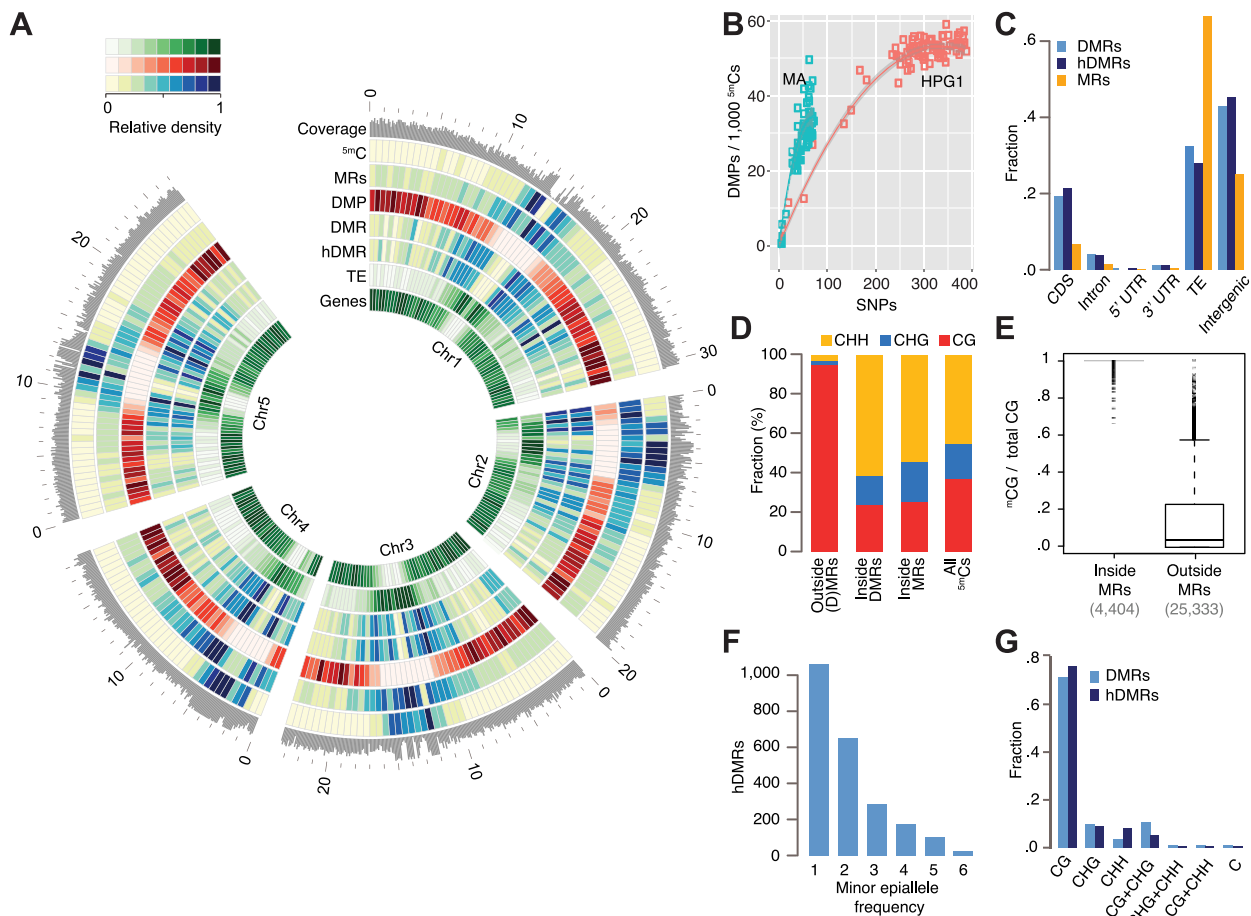 A
0
1
Relative density
Coverage
⁵ᵐC
MRs
DMP
DMR
hDMR
TE
Genes
0
10
20
30
Chr1
0
10
20
Chr2
0
10
20
Chr3
0
10
Chr4
0
10
20
Chr5
B
DMPs / 1,000 ⁵ᵐCs
60
40
20
0
MA
HPG1
0 100 200 300 400
SNPs
C
DMRs
hDMRs
MRs
Fraction
.6
.4
.2
.0
CDS
Intron
5' UTR
3' UTR
TE
Intergenic
D
CHH CHG CG
Fraction (%)
100
80
60
40
20
0
Outside (D)MRs
Inside DMRs
Inside MRs
All ⁵ᵐCs
E
ᵐCG / total CG
1
.8
.6
.4
.2
.0
Inside MRs
(4,404)
Outside MRs
(25,333)
F
hDMRs
1,000
800
600
400
200
0
1 2 3 4 5 6
Minor epiallele
frequency
G
DMRs
hDMRs
Fraction
.8
.6
.4
.2
.0
CG
CHG
CHH
CG+CHG
CHG+CHH
CG+CHH
C